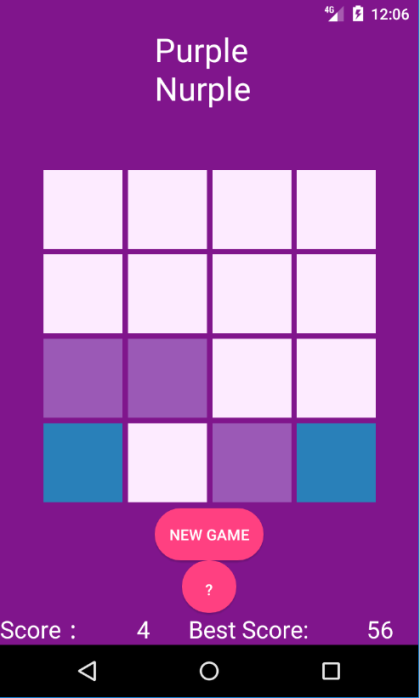 4G 12:06
Purple
Nurple
NEW GAME
?
Score : 4 Best Score: 56